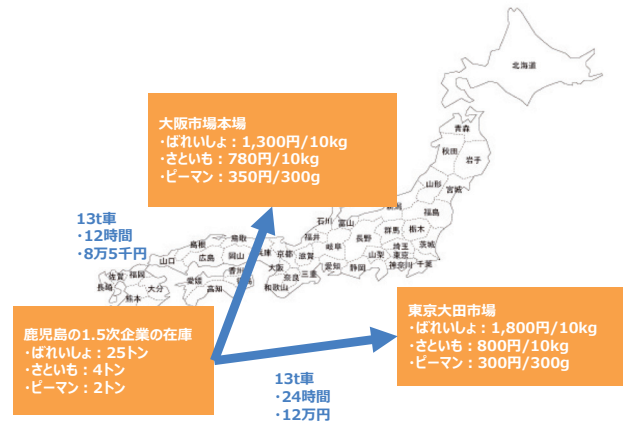 北海道
青森
秋田
岩手
山形
宮城
福島
新潟
大阪市場本場
・ばれいしょ：1,300円/10kg
・さといも：780円/10kg
・ピーマン：350円/300g
石川
富山
福井
岐阜
長野
群馬
栃木
埼玉
茨城
東京
山梨
神奈川
千葉
静岡
愛知
滋賀
三重
京都
兵庫
大阪
奈良
和歌山
鳥取
島根
岡山
広島
山口
香川
徳島
愛媛
高知
福岡
佐賀
長崎
大分
熊本
13t車
・12時間
・8万5千円
鹿児島の1.5次企業の在庫
・ばれいしょ：25トン
・さといも：4トン
・ピーマン：2トン
東京大田市場
・ばれいしょ：1,800円/10kg
・さといも：800円/10kg
・ピーマン：300円/300g
13t車
・24時間
・12万円